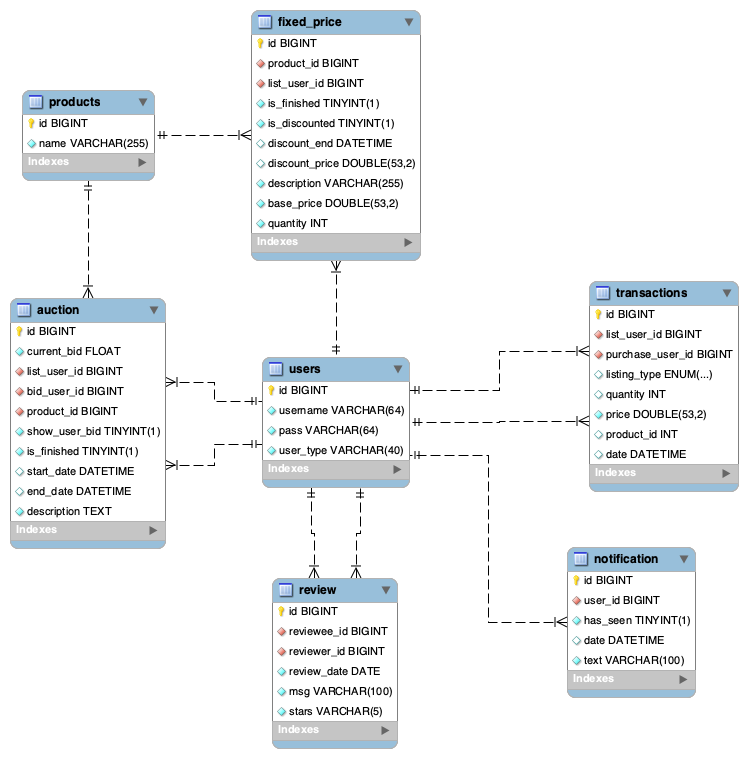 fixed_price
id BIGINT
product_id BIGINT
list_user_id BIGINT
is_finished TINYINT(1)
is_discounted TINYINT(1)
discount_end DATETIME
discount_price DOUBLE(53,2)
description VARCHAR(255)
base_price DOUBLE(53,2)
quantity INT
Indexes
products
id BIGINT
name VARCHAR(255)
Indexes
auction
id BIGINT
current_bid FLOAT
list_user_id BIGINT
bid_user_id BIGINT
product_id BIGINT
show_user_bid TINYINT(1)
is_finished TINYINT(1)
start_date DATETIME
end_date DATETIME
description TEXT
Indexes
users
id BIGINT
username VARCHAR(64)
pass VARCHAR(64)
user_type VARCHAR(40)
Indexes
transactions
id BIGINT
list_user_id BIGINT
purchase_user_id BIGINT
listing_type ENUM(...)
quantity INT
price DOUBLE(53,2)
product_id INT
date DATETIME
Indexes
review
id BIGINT
reviewee_id BIGINT
reviewer_id BIGINT
review_date DATE
msg VARCHAR(100)
stars VARCHAR(5)
Indexes
notification
id BIGINT
user_id BIGINT
has_seen TINYINT(1)
date DATETIME
text VARCHAR(100)
Indexes